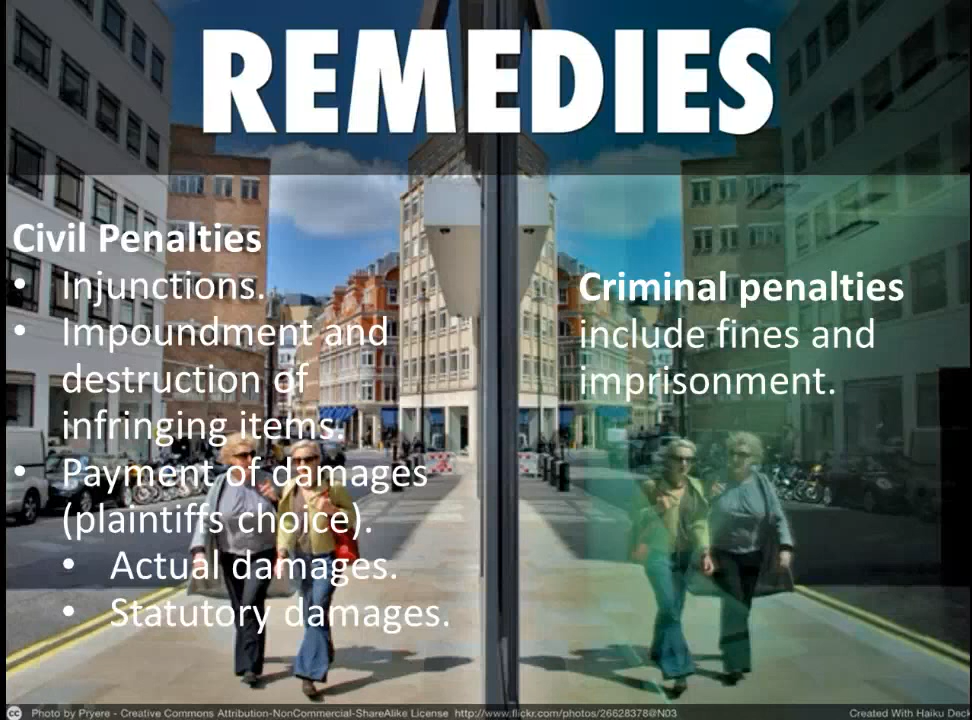 REMEDIES
Civil Penalties
• Injunctions.
• Impoundment and
destruction of
infringing items.
• Payment of damages
(plaintiffs choice).
• Actual damages.
• Statutory damages.
Criminal penalties
include fines and
imprisonment.
cc Photo by Pryere - Creative Commons Attribution-NonCommercial-ShareAlike License http://www.flickr.com/photos/26628378@N03
Created With Haiku Deck